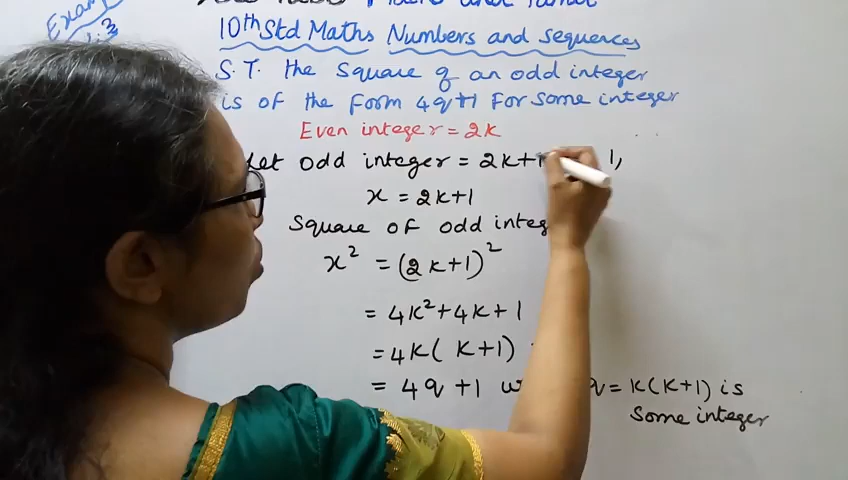 Exam
10th Std Maths Numbers and sequences
S.T. the square of an odd integer
is of the form 4q+1 for some integer
Even integer = 2k
Let odd integer = 2k+1 1,
x = 2k+1
Square of odd
x² = (2k+1)²
= 4k²+4k+1
= 4k( k+1)
= 4q +1 q= k(k+1) is
some integer